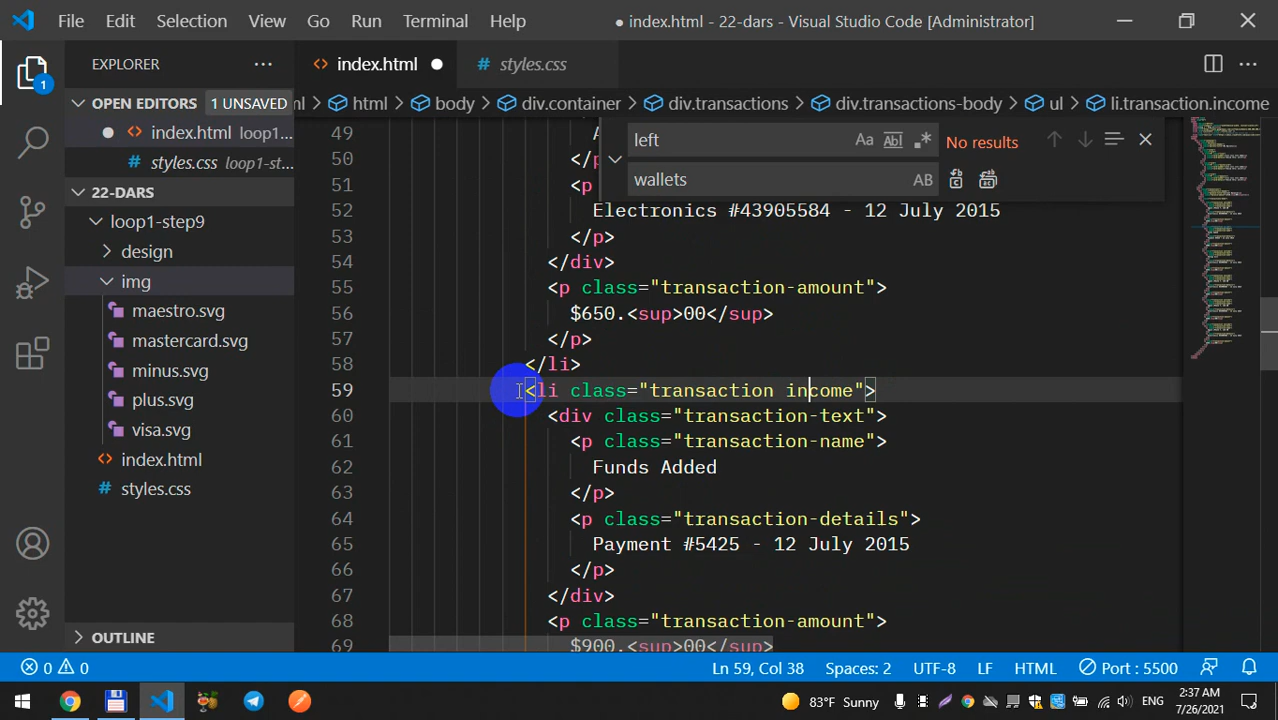 File Edit Selection View Go Run Terminal Help
● index.html - 22-dars - Visual Studio Code [Administrator]
EXPLORER
index.html
styles.css
OPEN EDITORS 1 UNSAVED
ml > html > body > div.container > div.transactions > div.transactions-body > ul > li.transaction.income
1
index.html loop1...
styles.css loop1-st...
22-DARS
loop1-step9
design
img
maestro.svg
mastercard.svg
minus.svg
plus.svg
visa.svg
index.html
styles.css
OUTLINE
left Aa Ab .* No results
wallets AB
49 A
50 </p
51 <p
52 Electronics #43905584 - 12 July 2015
53 </p>
54 </div>
55 <p class="transaction-amount">
56 $650.<sup>00</sup>
57 </p>
58 </li>
59 <li class="transaction income">
60 <div class="transaction-text">
61 <p class="transaction-name">
62 Funds Added
63 </p>
64 <p class="transaction-details">
65 Payment #5425 - 12 July 2015
66 </p>
67 </div>
68 <p class="transaction-amount">
69 $900.<sup>00</sup>
0 0 Ln 59, Col 38 Spaces: 2 UTF-8 LF HTML Port : 5500
83°F Sunny ENG 2:37 AM
7/26/2021